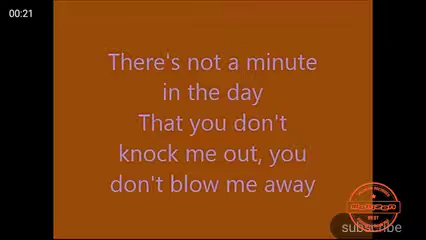 00:21
There's not a minute
in the day
That you don't
knock me out, you
don't blow me away
subscribe